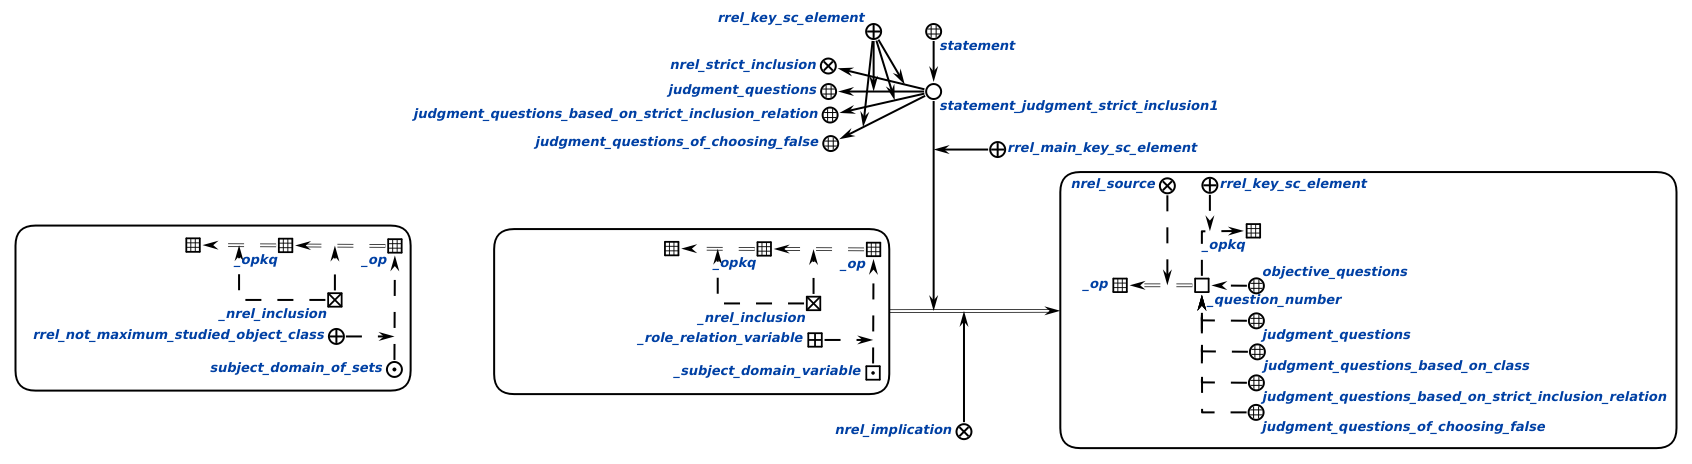 rrel_key_sc_element
statement
nrel_strict_inclusion
judgment_questions
judgment_questions_based_on_strict_inclusion_relation
statement_judgment_strict_inclusion1
judgment_questions_of_choosing_false
rrel_main_key_sc_element
_opkq
_op
_nrel_inclusion
rrel_not_maximum_studied_object_class
subject_domain_of_sets
_opkq
_op
_nrel_inclusion
_role_relation_variable
_subject_domain_variable
nrel_implication
nrel_source
rrel_key_sc_element
_opkq
objective_questions
_op
_question_number
judgment_questions
judgment_questions_based_on_class
judgment_questions_based_on_strict_inclusion_relation
judgment_questions_of_choosing_false